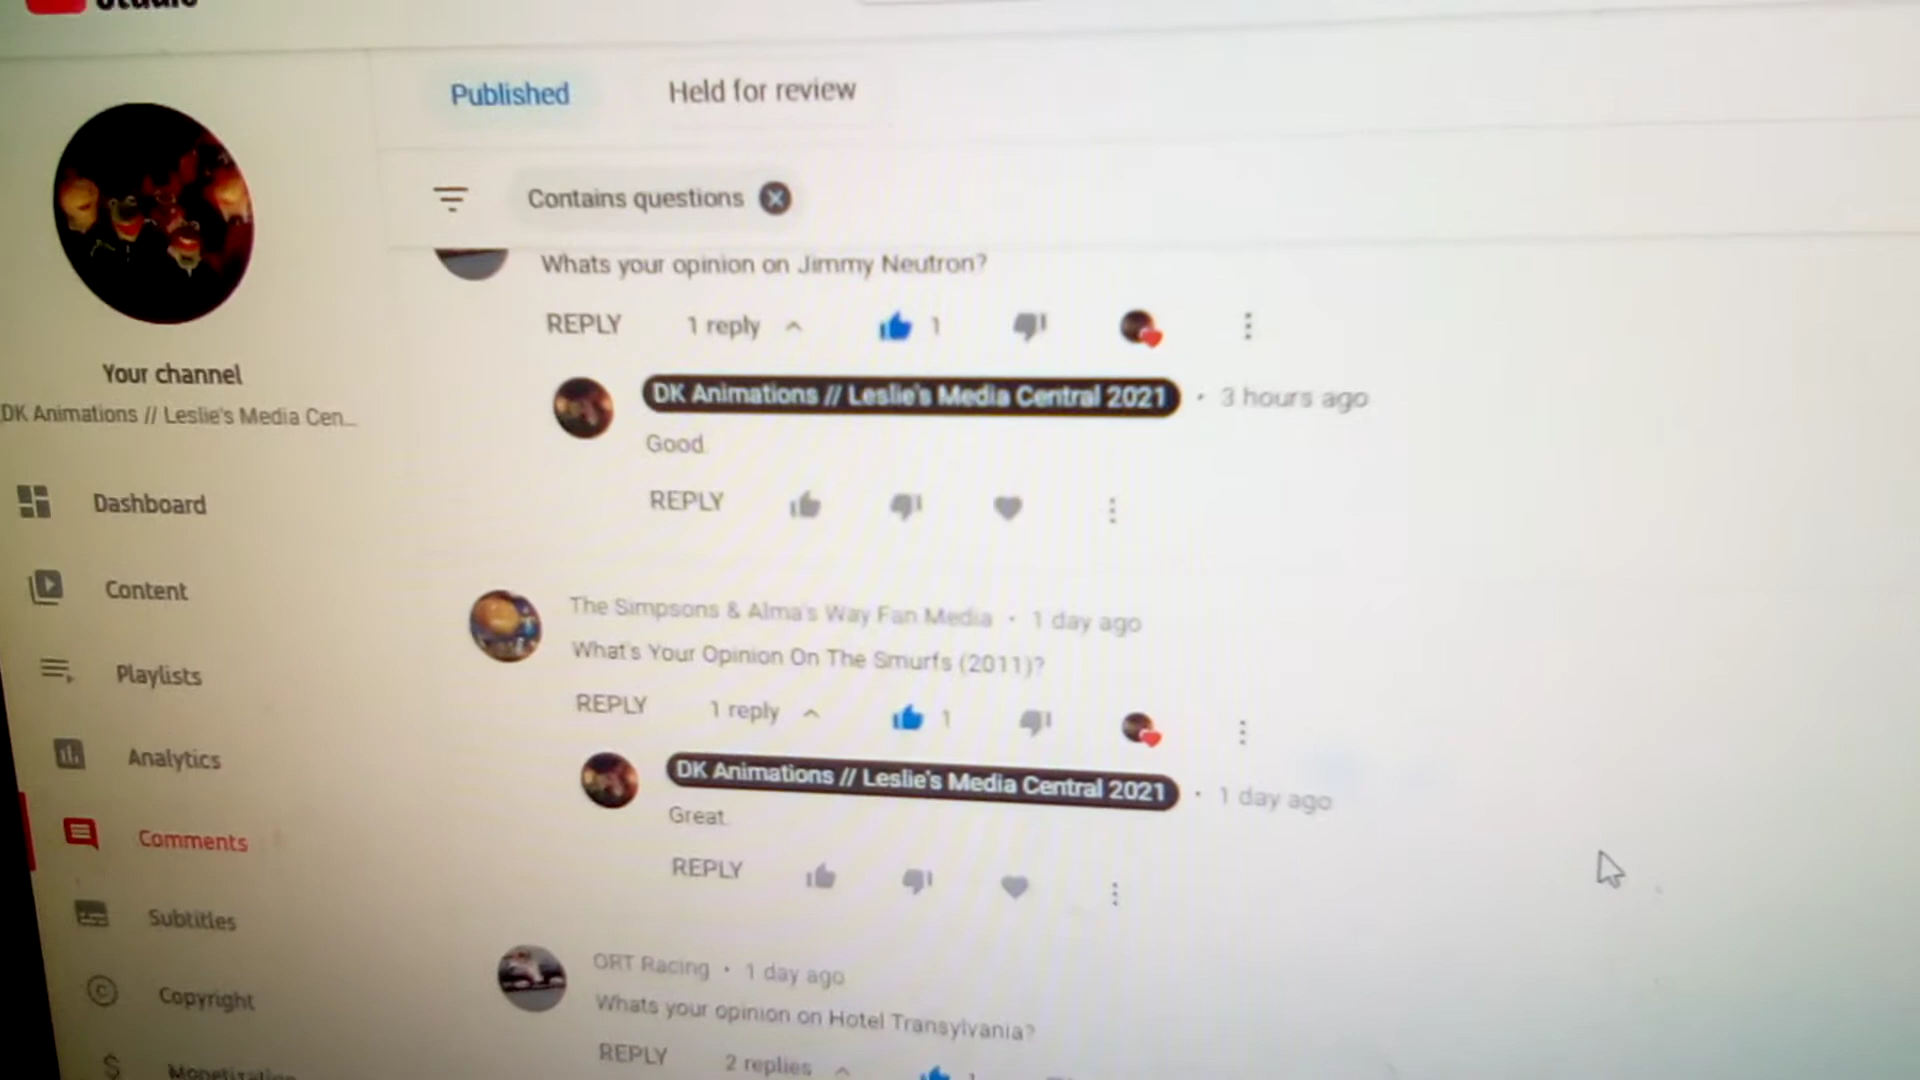 Studio
Published
Held for review
Contains questions
Whats your opinion on Jimmy Neutron?
REPLY
1 reply
1
DK Animations // Leslie's Media Central 2021 · 3 hours ago
Good.
REPLY
Your channel
DK Animations // Leslie's Media Cen...
Dashboard
Content
Playlists
Analytics
Comments
Subtitles
Copyright
Monetization
The Simpsons & Alma's Way Fan Media · 1 day ago
What's Your Opinion On The Smurfs (2011)?
REPLY
1 reply
1
DK Animations // Leslie's Media Central 2021 · 1 day ago
Great.
REPLY
ORT Racing · 1 day ago
Whats your opinion on Hotel Transylvania?
REPLY
2 replies
1